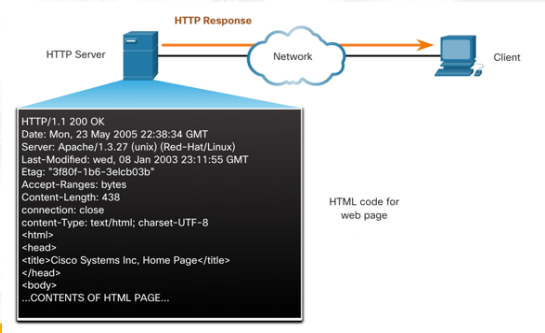 HTTP Response
HTTP Server
Network
Client
HTTP/1.1 200 OK
Date: Mon, 23 May 2005 22:38:34 GMT
Server: Apache/1.3.27 (unix) (Red-Hat/Linux)
Last-Modified: wed, 08 Jan 2003 23:11:55 GMT
Etag: "3f80f-1b6-3elcb03b"
Accept-Ranges: bytes
Content-Length: 438
connection: close
content-Type: text/html; charset-UTF-8
<html>
<head>
<title>Cisco Systems Inc, Home Page</title>
</head>
<body>
...CONTENTS OF HTML PAGE...
HTML code for
web page